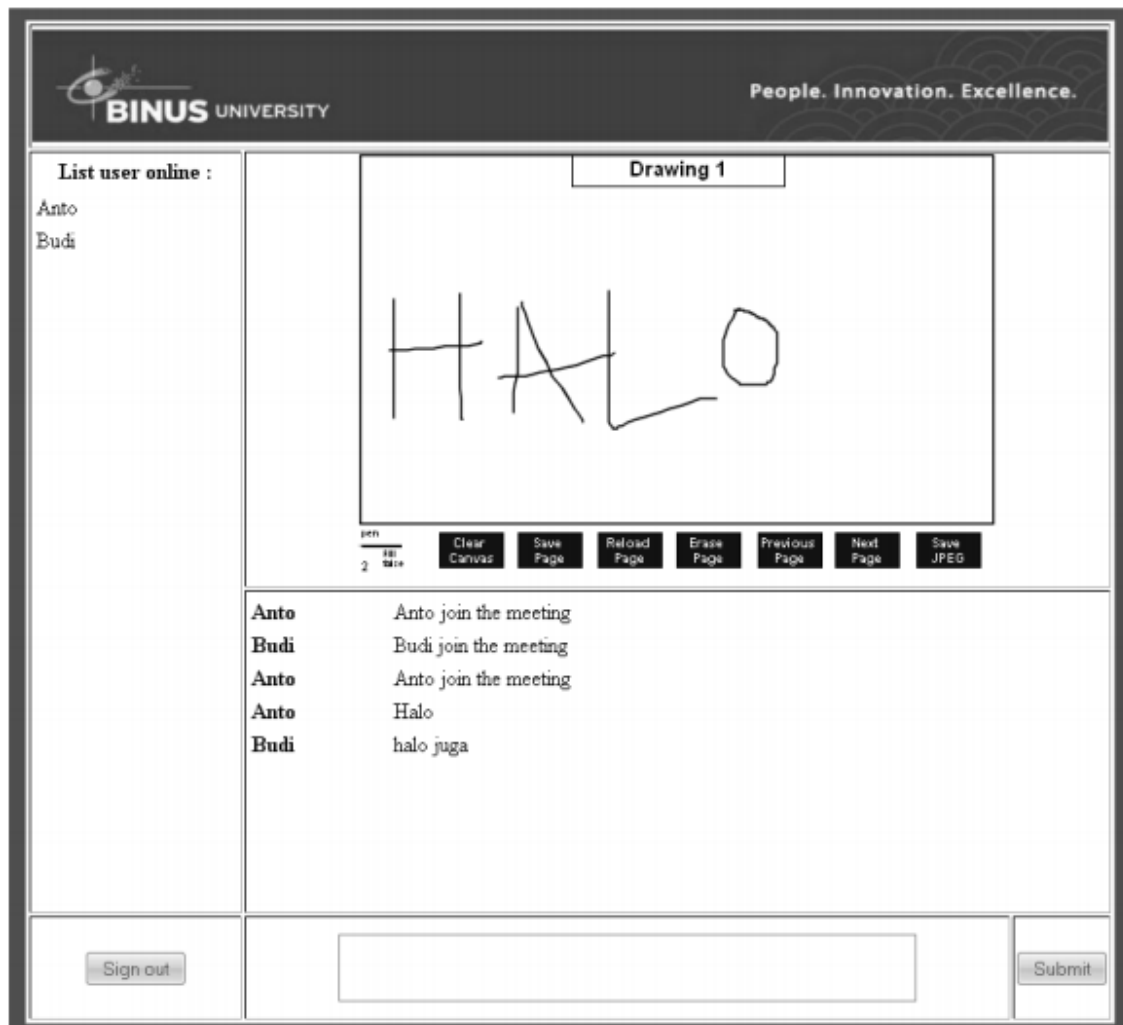 BINUS UNIVERSITY
People. Innovation. Excellence.
List user online :
Anto
Budi
Drawing 1
HALO
pen
2
Clear Canvas
Save Page
Reload Page
Erase Page
Previous Page
Next Page
Save JPEG
Anto Anto join the meeting
Budi Budi join the meeting
Anto Anto join the meeting
Anto Halo
Budi halo juga
Sign out
Submit